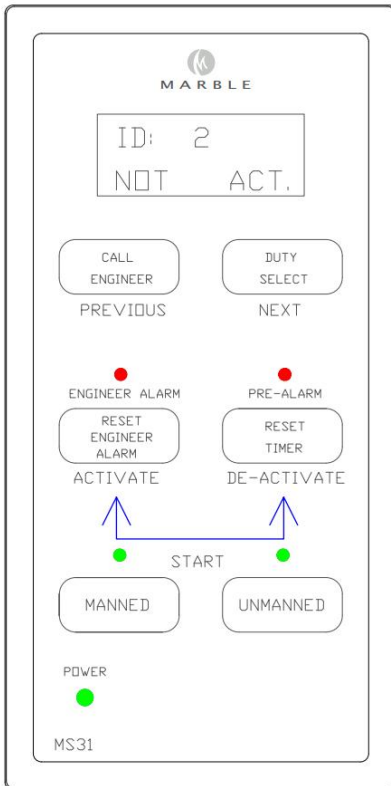 MARBLE
ID: 2
NOT ACT.
CALL
ENGINEER
DUTY
SELECT
PREVIOUS
NEXT
ENGINEER ALARM
PRE-ALARM
RESET
ENGINEER
ALARM
RESET
TIMER
ACTIVATE
DE-ACTIVATE
START
MANNED
UNMANNED
POWER
MS31